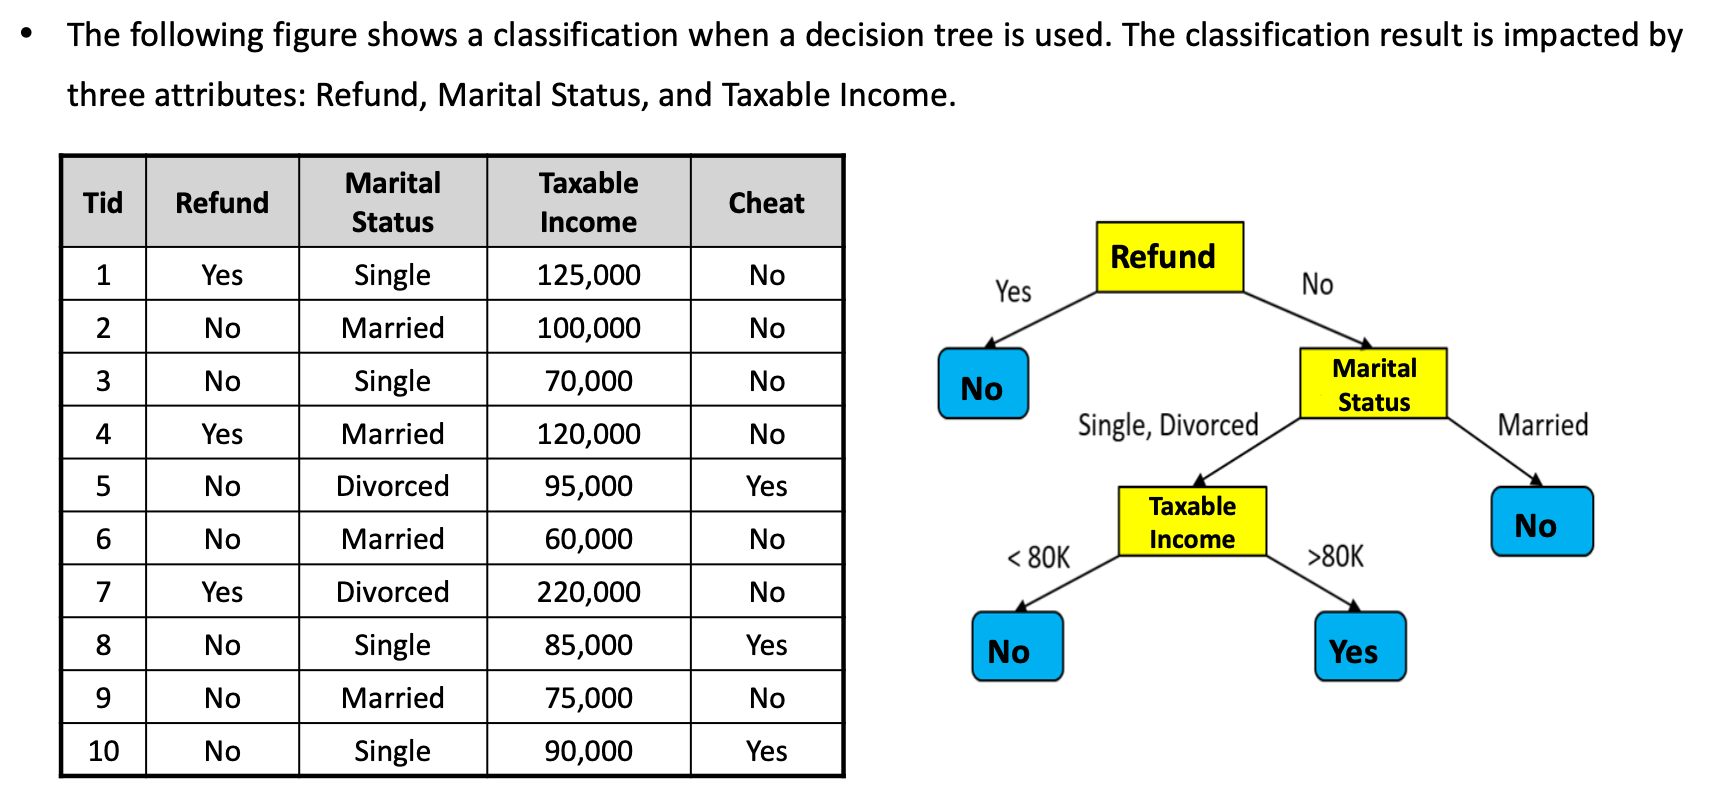 • The following figure shows a classification when a decision tree is used. The classification result is impacted by
three attributes: Refund, Marital Status, and Taxable Income.
Tid Refund Marital Status Taxable Income Cheat
1 Yes Single 125,000 No
2 No Married 100,000 No
3 No Single 70,000 No
4 Yes Married 120,000 No
5 No Divorced 95,000 Yes
6 No Married 60,000 No
7 Yes Divorced 220,000 No
8 No Single 85,000 Yes
9 No Married 75,000 No
10 No Single 90,000 Yes
Refund
Yes
No
No
Marital
Status
Single, Divorced
Married
Taxable
Income
No
< 80K
>80K
No
Yes